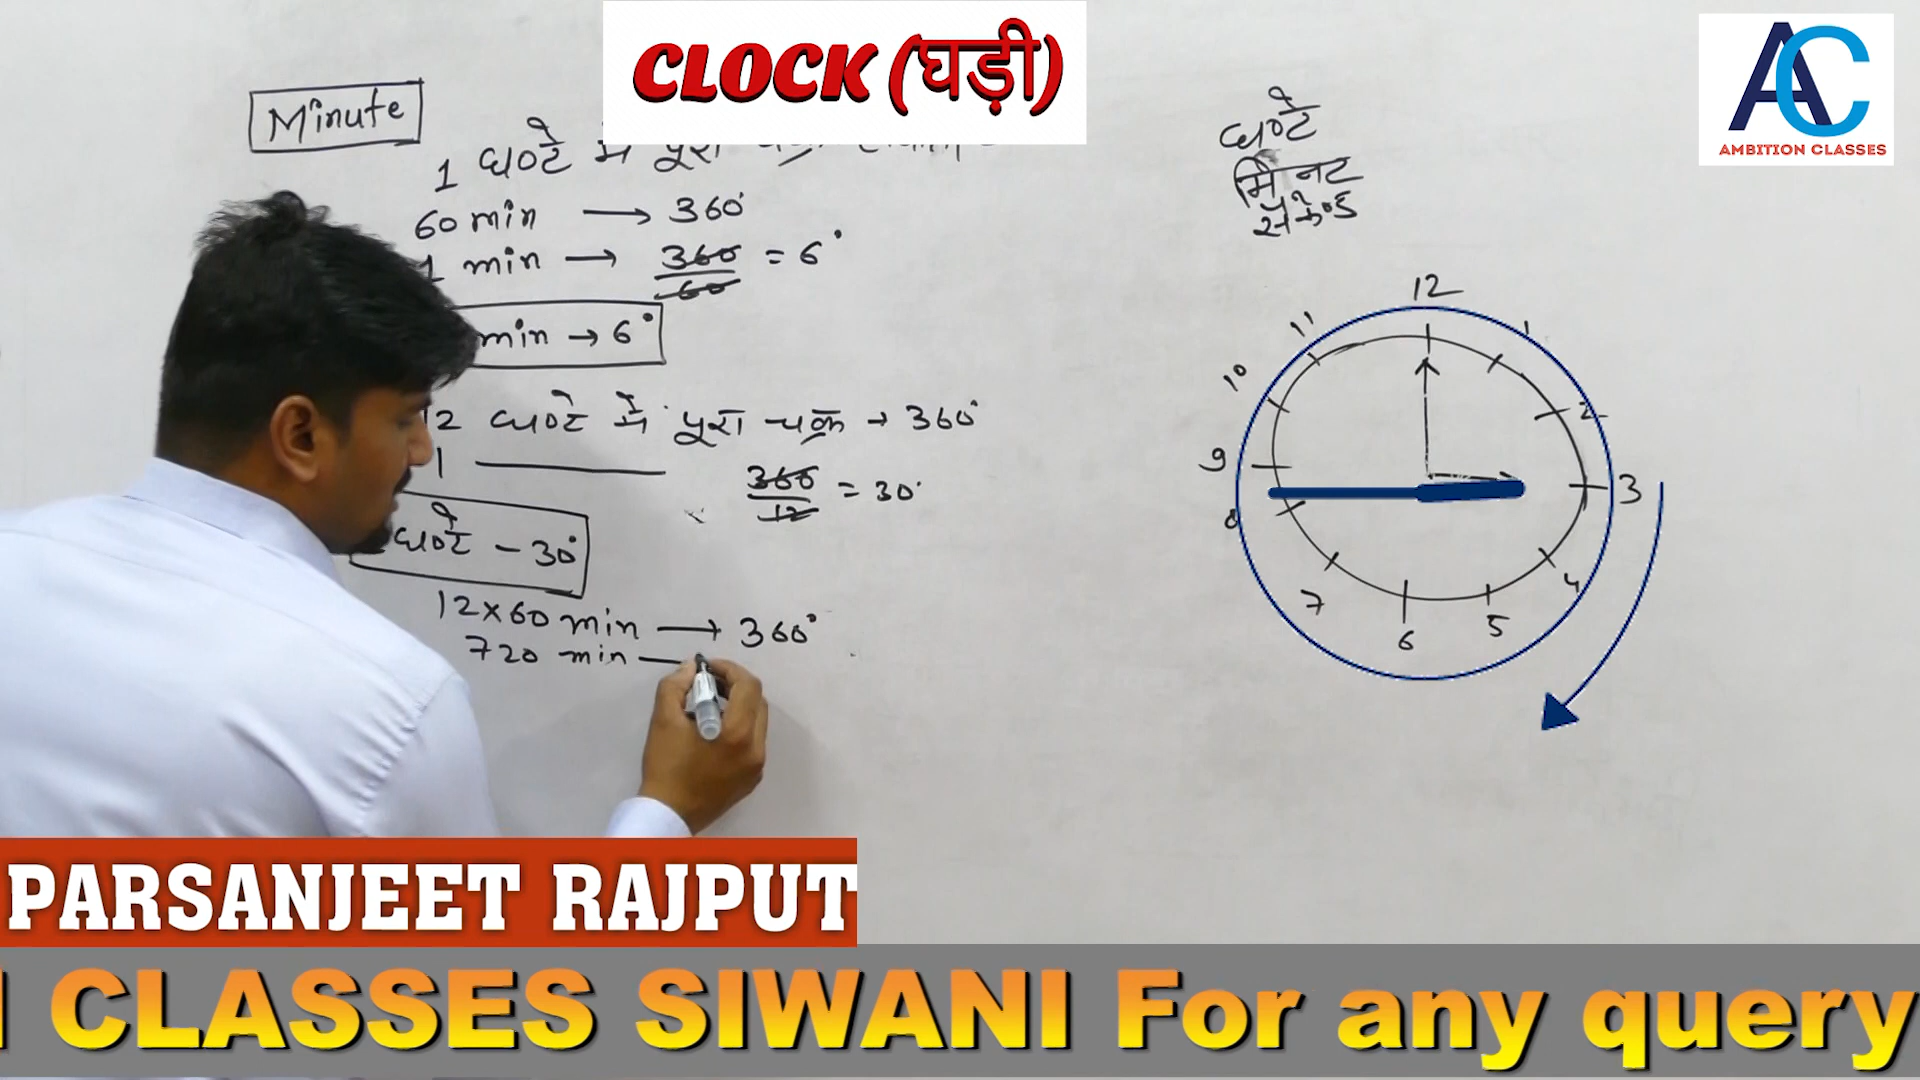 CLOCK (घड़ी)
AC
AMBITION CLASSES
Minute
1 घण्टे में पूरा
60 min → 360°
1 min → 360/60 = 6°
min → 6°
12 घण्टे में पूरा चक्र → 360°
1
360/12 = 30°
घण्टे - 30°
12×60 min → 360°
720 min
घण्टे
मिनट
12
1
2
3
4
5
6
7
8
9
10
11
PARSANJEET RAJPUT
CLASSES SIWANI For any query